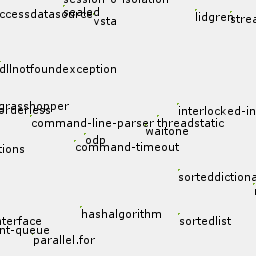 session-0-isolation
sealed
ccessdatasource
vsta
lidgren
strea
dllnotfoundexception
grasshopper
orderless
interlocked-in
command-line-parser
threadstatic
waitone
odp
command-timeout
tions
sorteddictiona
hashalgorithm
sortedlist
nterface
nt-queue
parallel.for